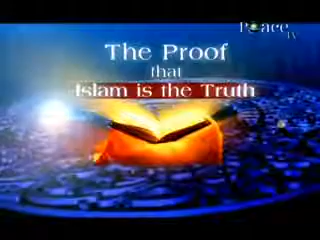 Peace TV
The Proof
that
Islam is the Truth